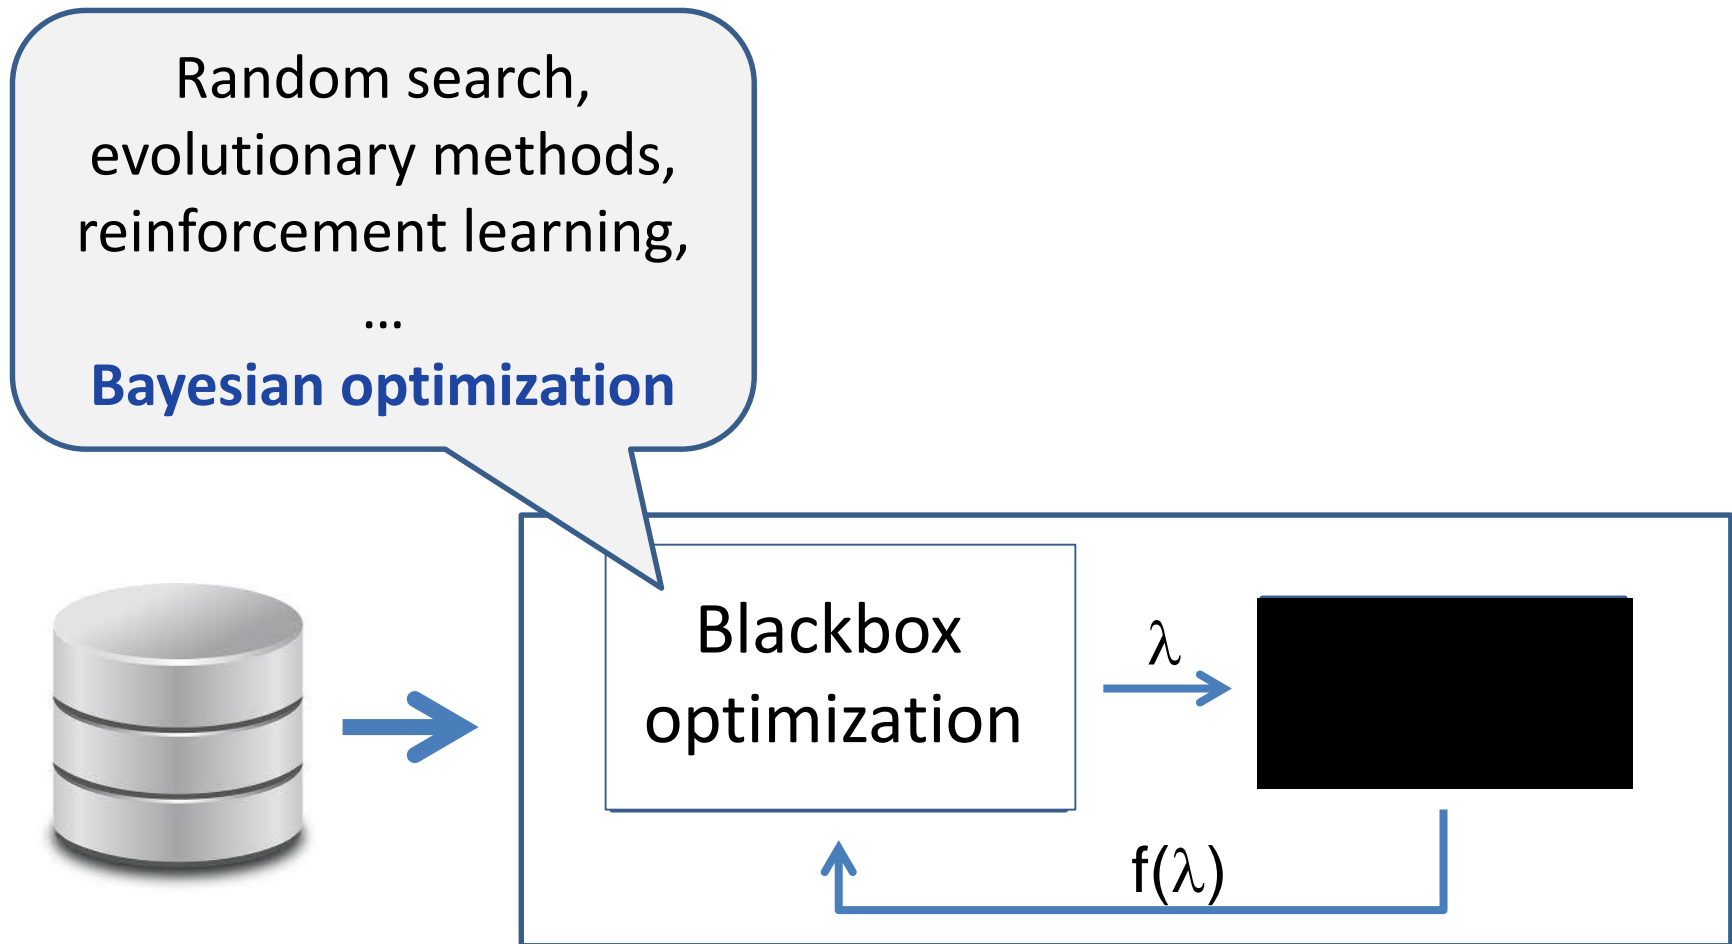 Random search,
evolutionary methods,
reinforcement learning,
...
Bayesian optimization
Blackbox
optimization
λ
f(λ)